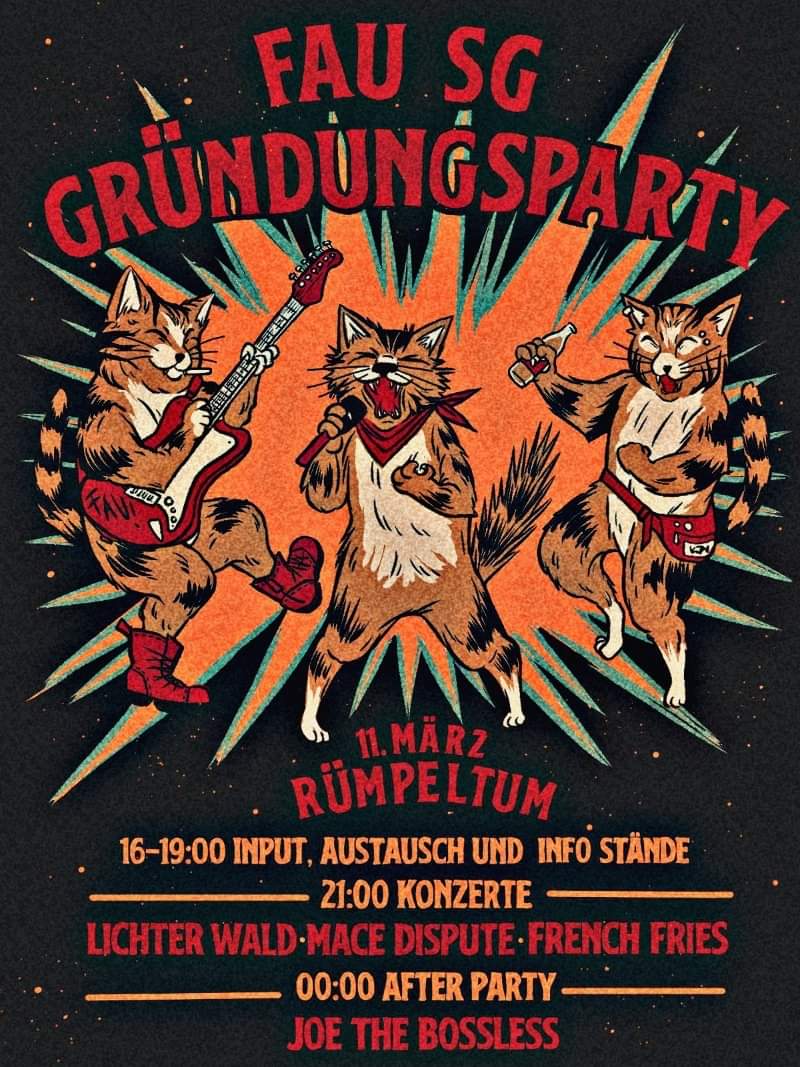 FAU SG
GRÜNDUNGSPARTY
FAU!
11. MÄRZ
RÜMPELTUM
16-19:00 INPUT, AUSTAUSCH UND INFO STÄNDE
21:00 KONZERTE
LICHTER WALD·MACE DISPUTE·FRENCH FRIES
00:00 AFTER PARTY
JOE THE BOSSLESS